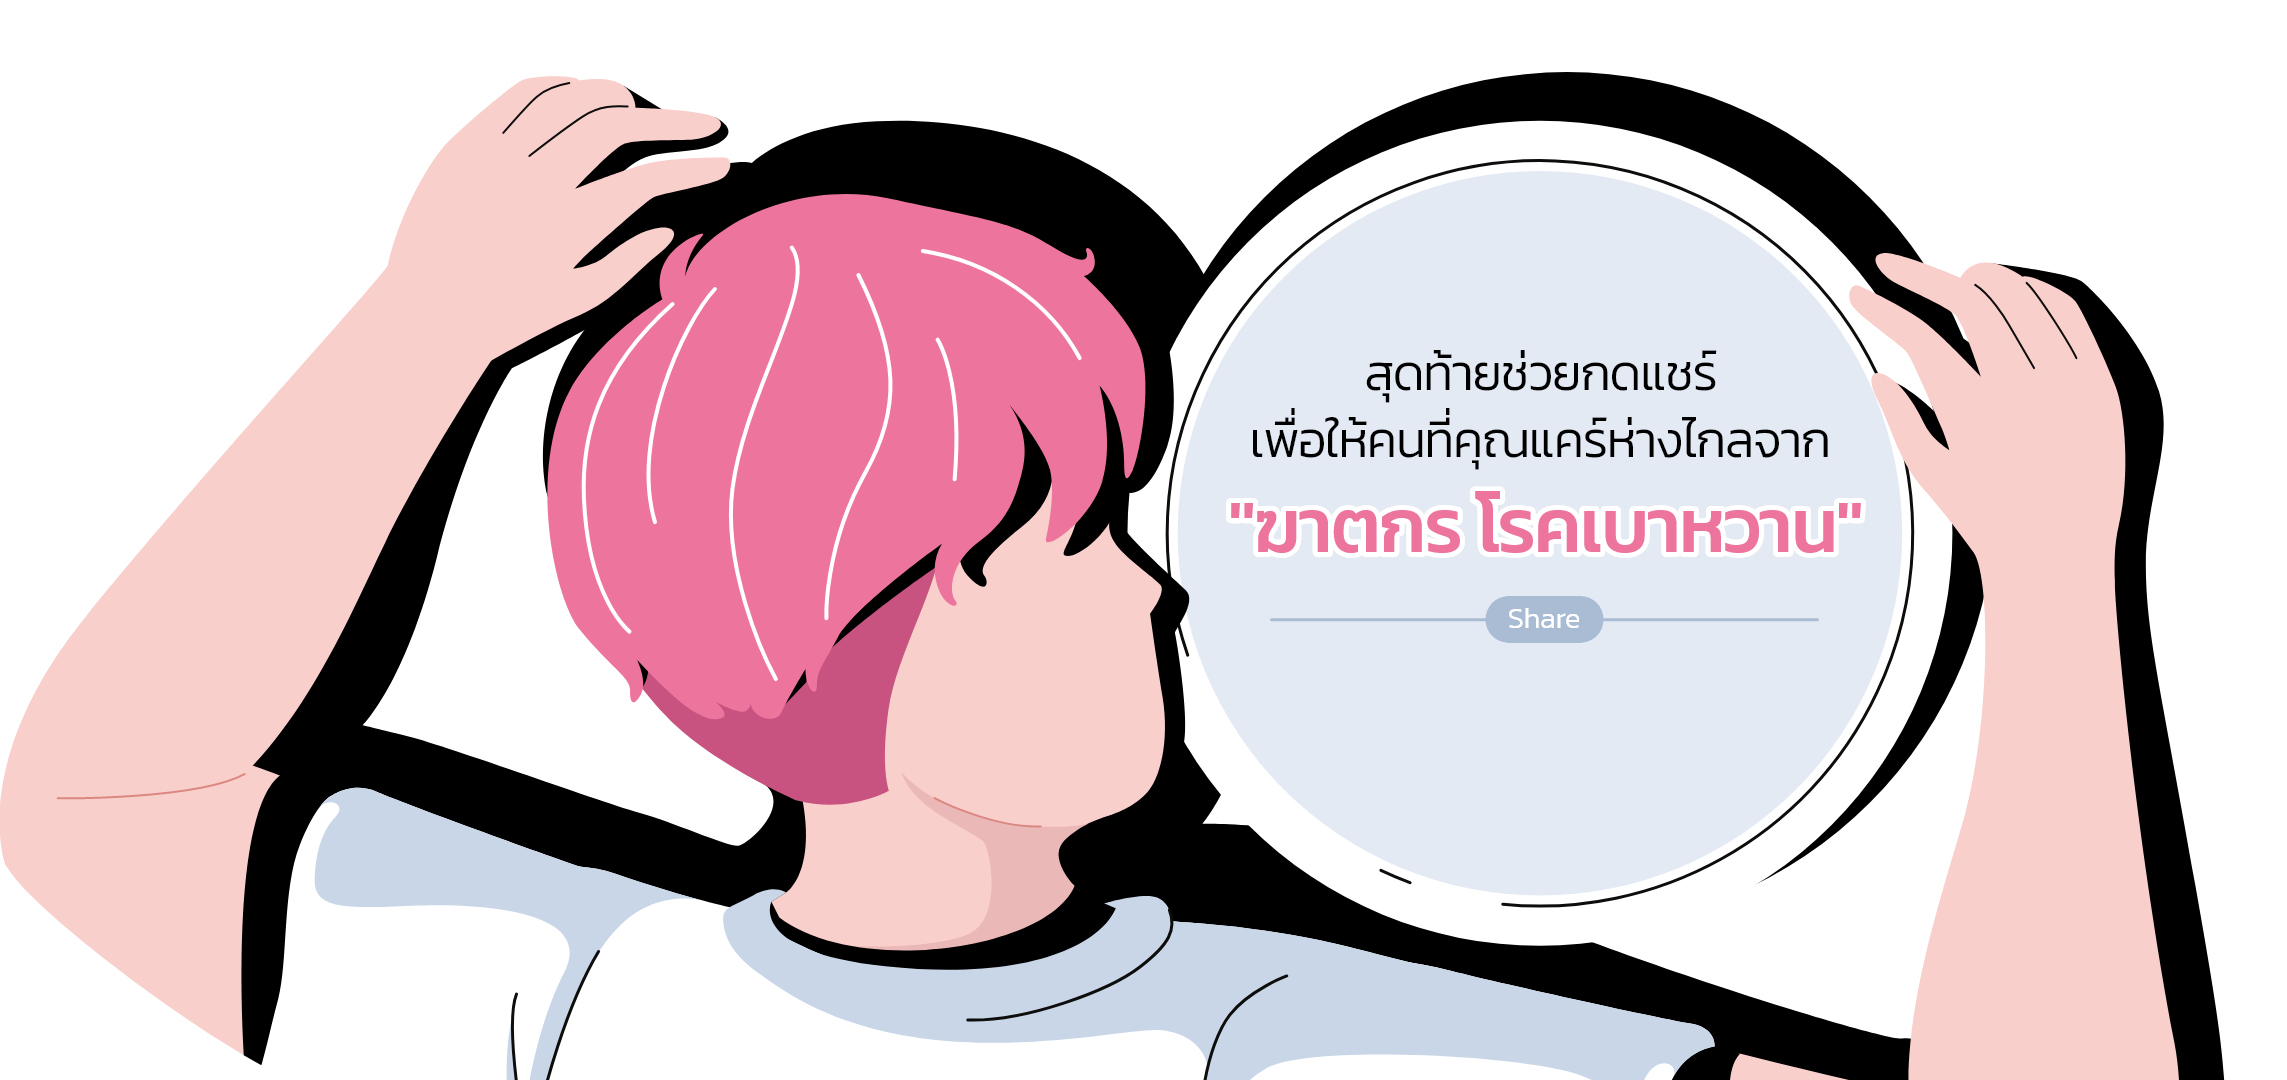 สุดท้ายช่วยกดแชร์
เพื่อให้คนที่คุณแคร์ห่างไกลจาก
"ฆาตกร โรคเบาหวาน"
Share